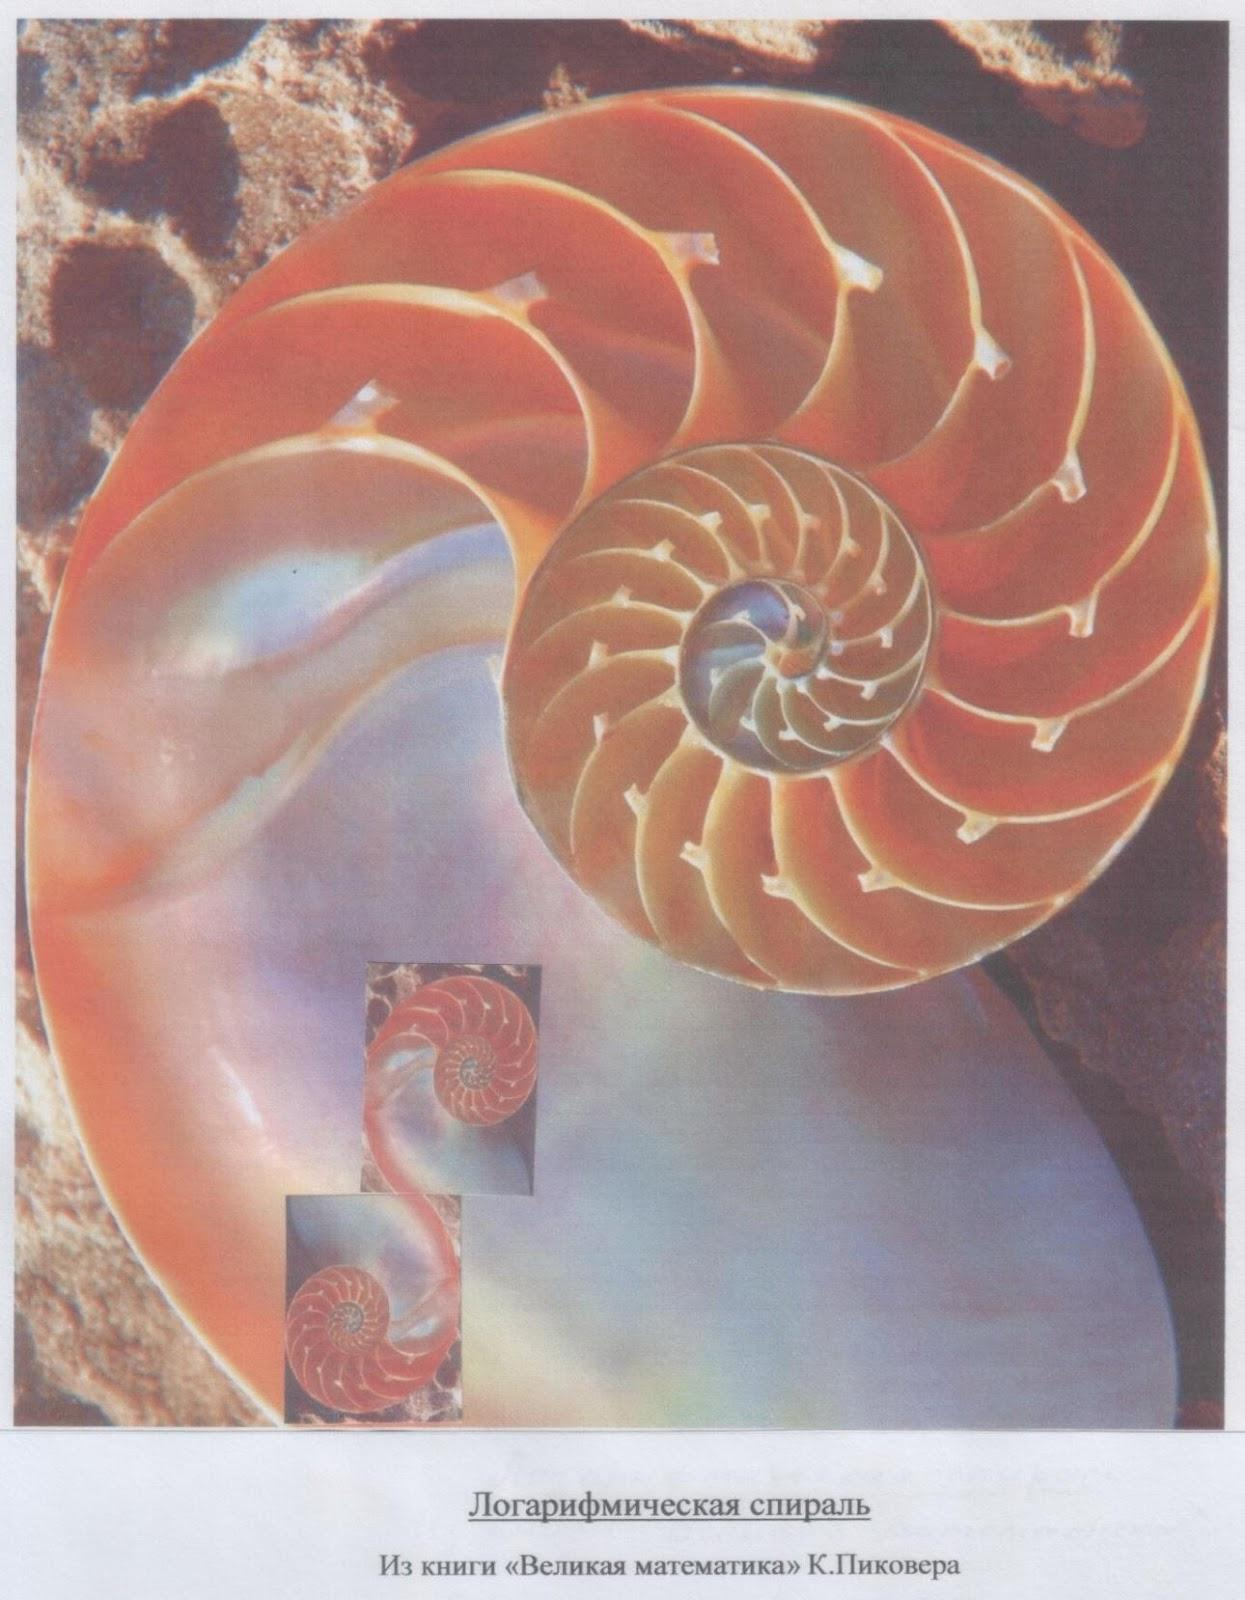 Логарифмическая спираль
Из книги «Великая математика» К.Пиковера